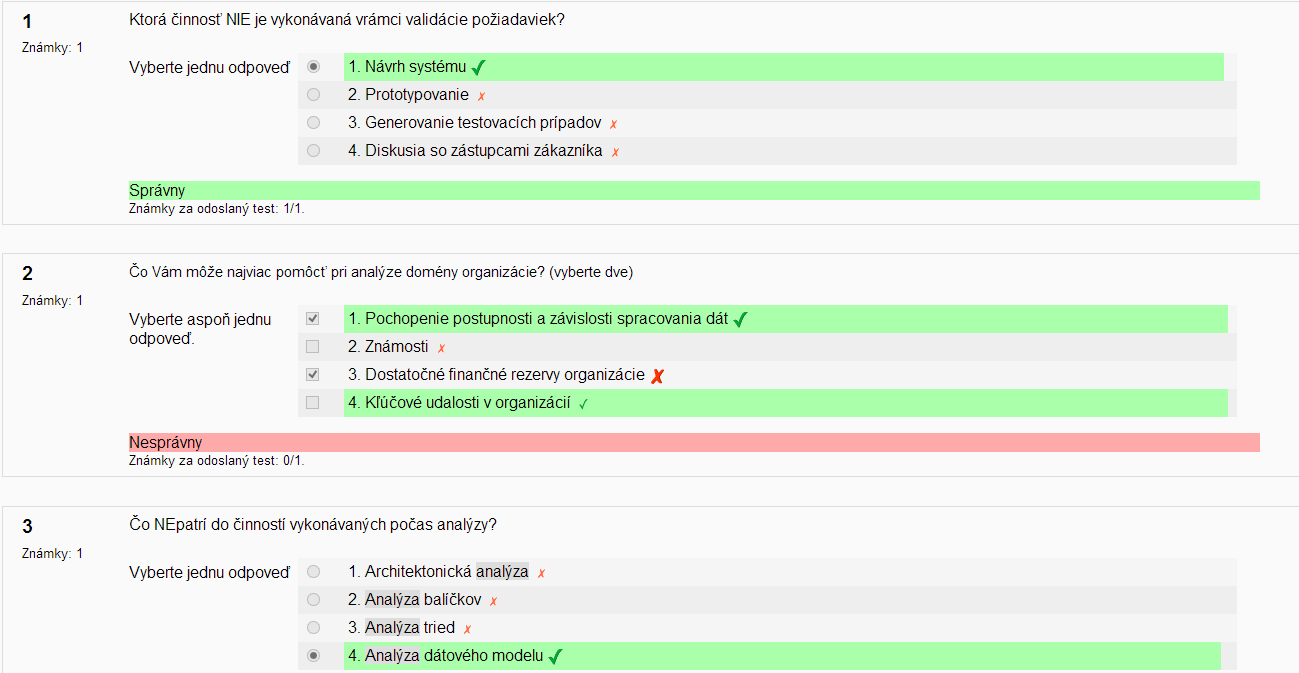 1
Ktorá činnosť NIE je vykonávaná vrámci validácie požiadaviek?
Známky: 1
Vyberte jednu odpoveď
1. Návrh systému
2. Prototypovanie
3. Generovanie testovacích prípadov
4. Diskusia so zástupcami zákazníka
Správny
Známky za odoslaný test: 1/1.
2
Čo Vám môže najviac pomôcť pri analýze domény organizácie? (vyberte dve)
Známky: 1
Vyberte aspoň jednu odpoveď.
1. Pochopenie postupnosti a závislosti spracovania dát
2. Známosti
3. Dostatočné finančné rezervy organizácie
4. Kľúčové udalosti v organizácií
Nesprávny
Známky za odoslaný test: 0/1.
3
Čo NEpatrí do činností vykonávaných počas analýzy?
Známky: 1
Vyberte jednu odpoveď
1. Architektonická analýza
2. Analýza balíčkov
3. Analýza tried
4. Analýza dátového modelu